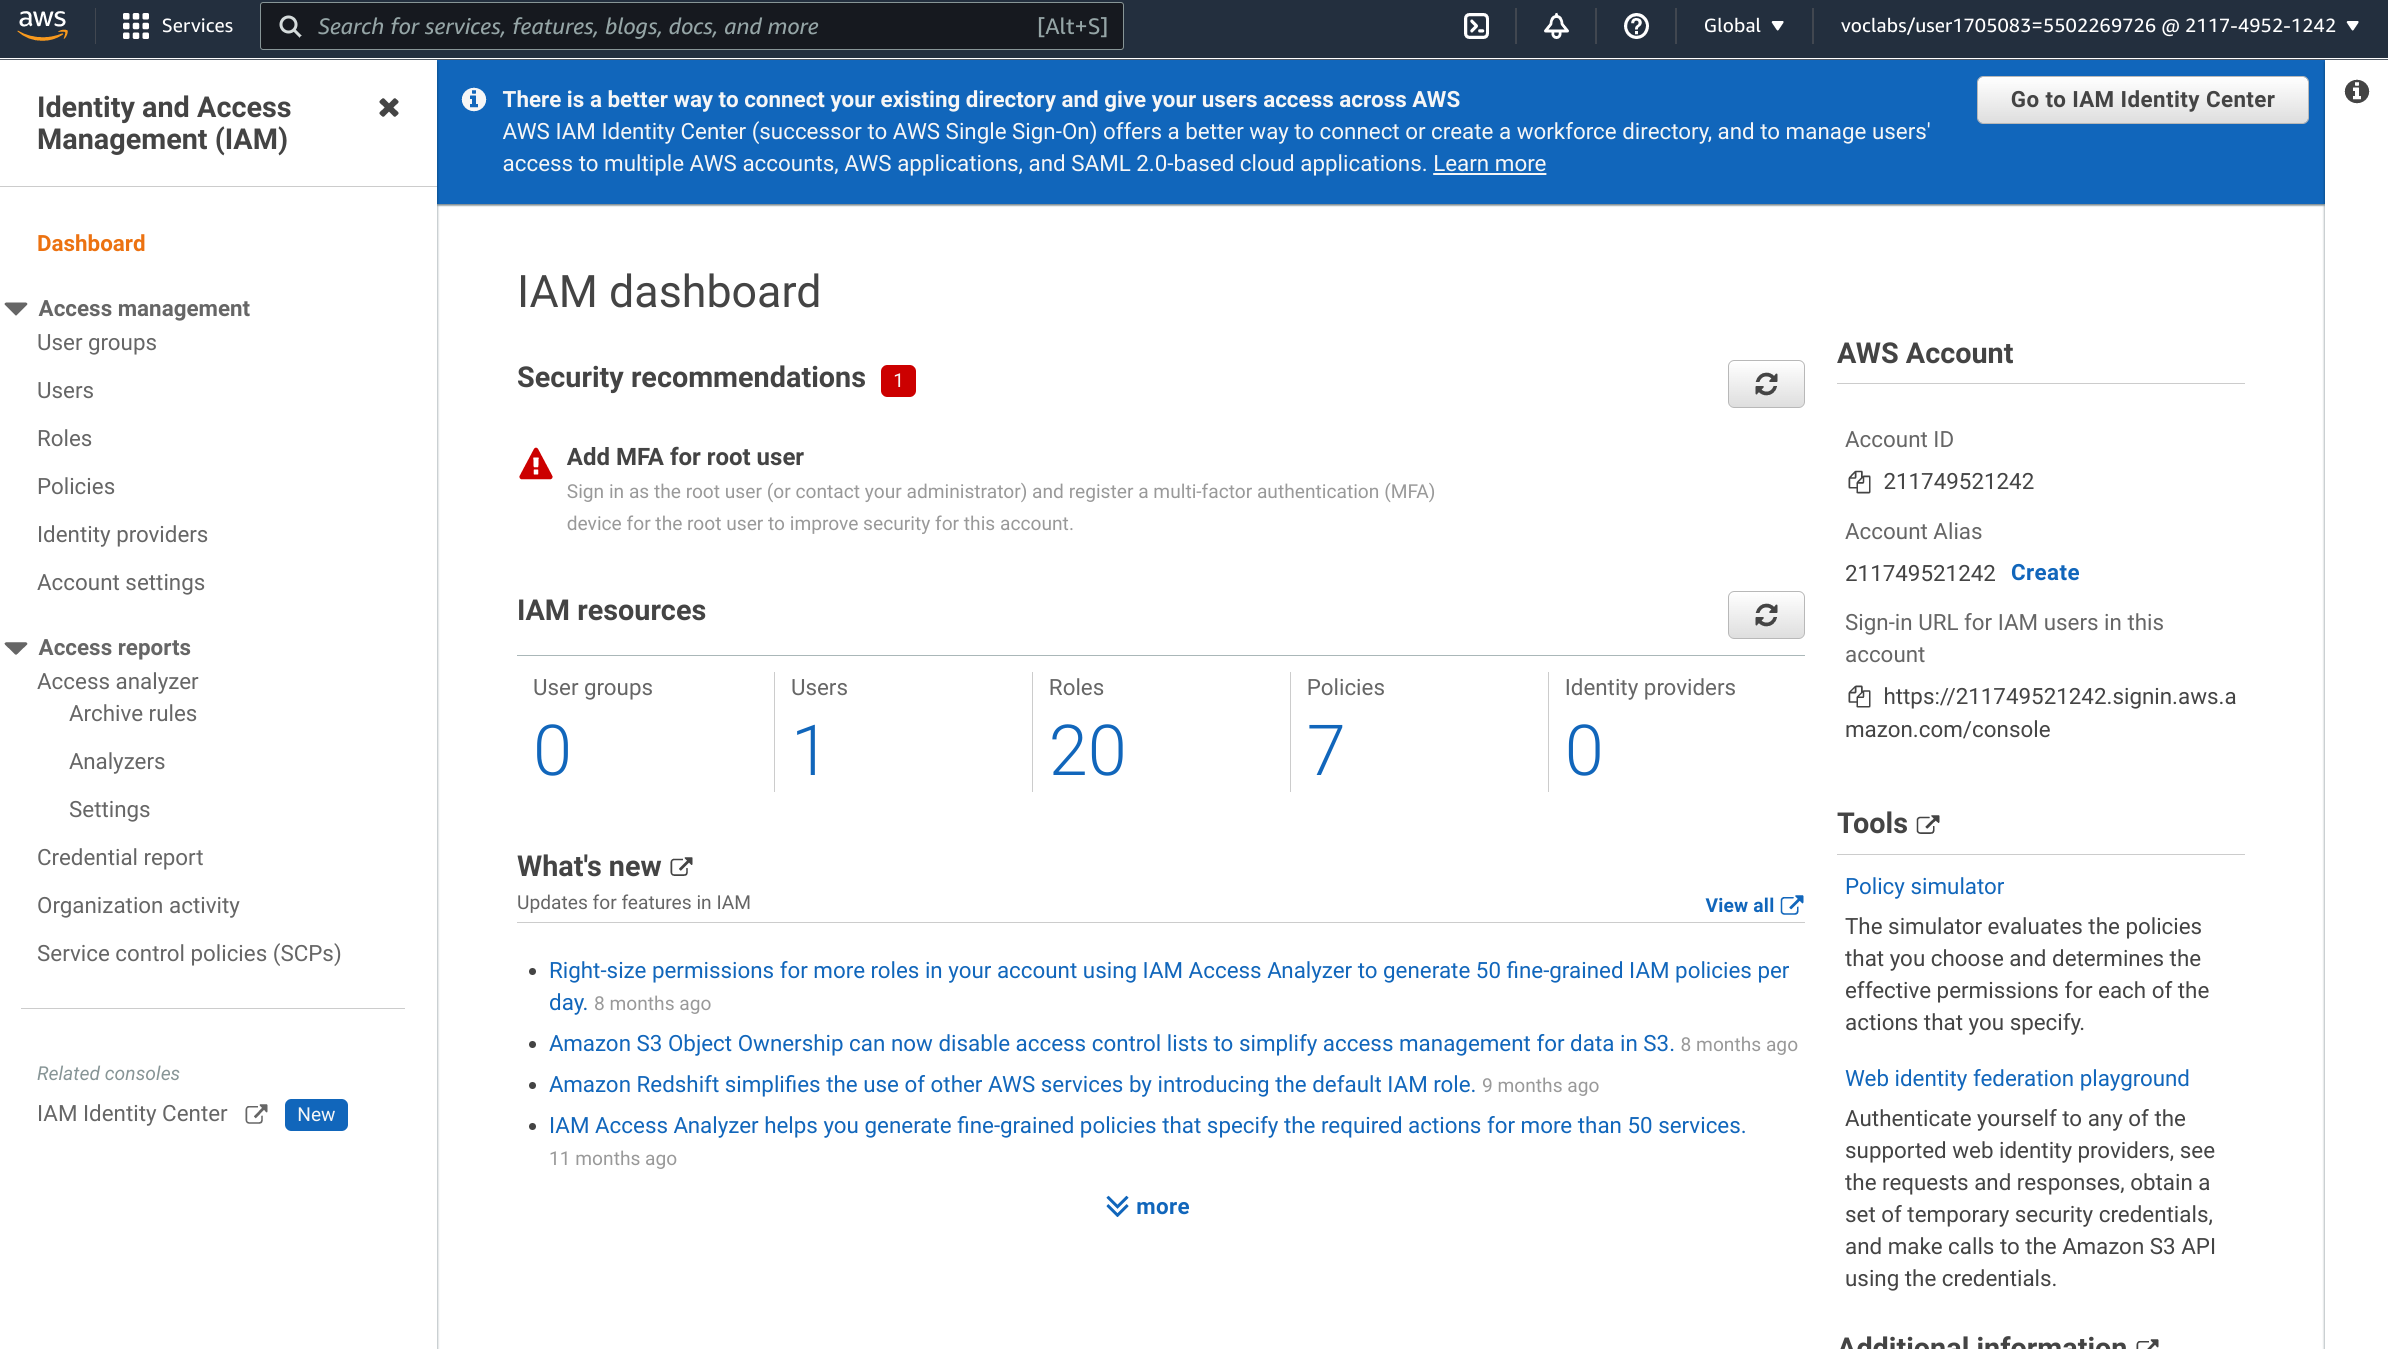 aws
Services
Search for services, features, blogs, docs, and more
[Alt+S]
Global
voclabs/user1705083=5502269726 @ 2117-4952-1242
Identity and Access
Management (IAM)
Dashboard
Access management
User groups
Users
Roles
Policies
Identity providers
Account settings
Access reports
Access analyzer
Archive rules
Analyzers
Settings
Credential report
Organization activity
Service control policies (SCPs)
Related consoles
IAM Identity Center
New
There is a better way to connect your existing directory and give your users access across AWS
AWS IAM Identity Center (successor to AWS Single Sign-On) offers a better way to connect or create a workforce directory, and to manage users'
access to multiple AWS accounts, AWS applications, and SAML 2.0-based cloud applications. Learn more
Go to IAM Identity Center
IAM dashboard
Security recommendations
1
Add MFA for root user
Sign in as the root user (or contact your administrator) and register a multi-factor authentication (MFA)
device for the root user to improve security for this account.
IAM resources
User groups
0
Users
1
Roles
20
Policies
7
Identity providers
0
What's new
Updates for features in IAM
View all
Right-size permissions for more roles in your account using IAM Access Analyzer to generate 50 fine-grained IAM policies per
day. 8 months ago
Amazon S3 Object Ownership can now disable access control lists to simplify access management for data in S3. 8 months ago
Amazon Redshift simplifies the use of other AWS services by introducing the default IAM role. 9 months ago
IAM Access Analyzer helps you generate fine-grained policies that specify the required actions for more than 50 services.
11 months ago
more
AWS Account
Account ID
211749521242
Account Alias
211749521242 Create
Sign-in URL for IAM users in this
account
https://211749521242.signin.aws.a
mazon.com/console
Tools
Policy simulator
The simulator evaluates the policies
that you choose and determines the
effective permissions for each of the
actions that you specify.
Web identity federation playground
Authenticate yourself to any of the
supported web identity providers, see
the requests and responses, obtain a
set of temporary security credentials,
and make calls to the Amazon S3 API
using the credentials.
Additional information